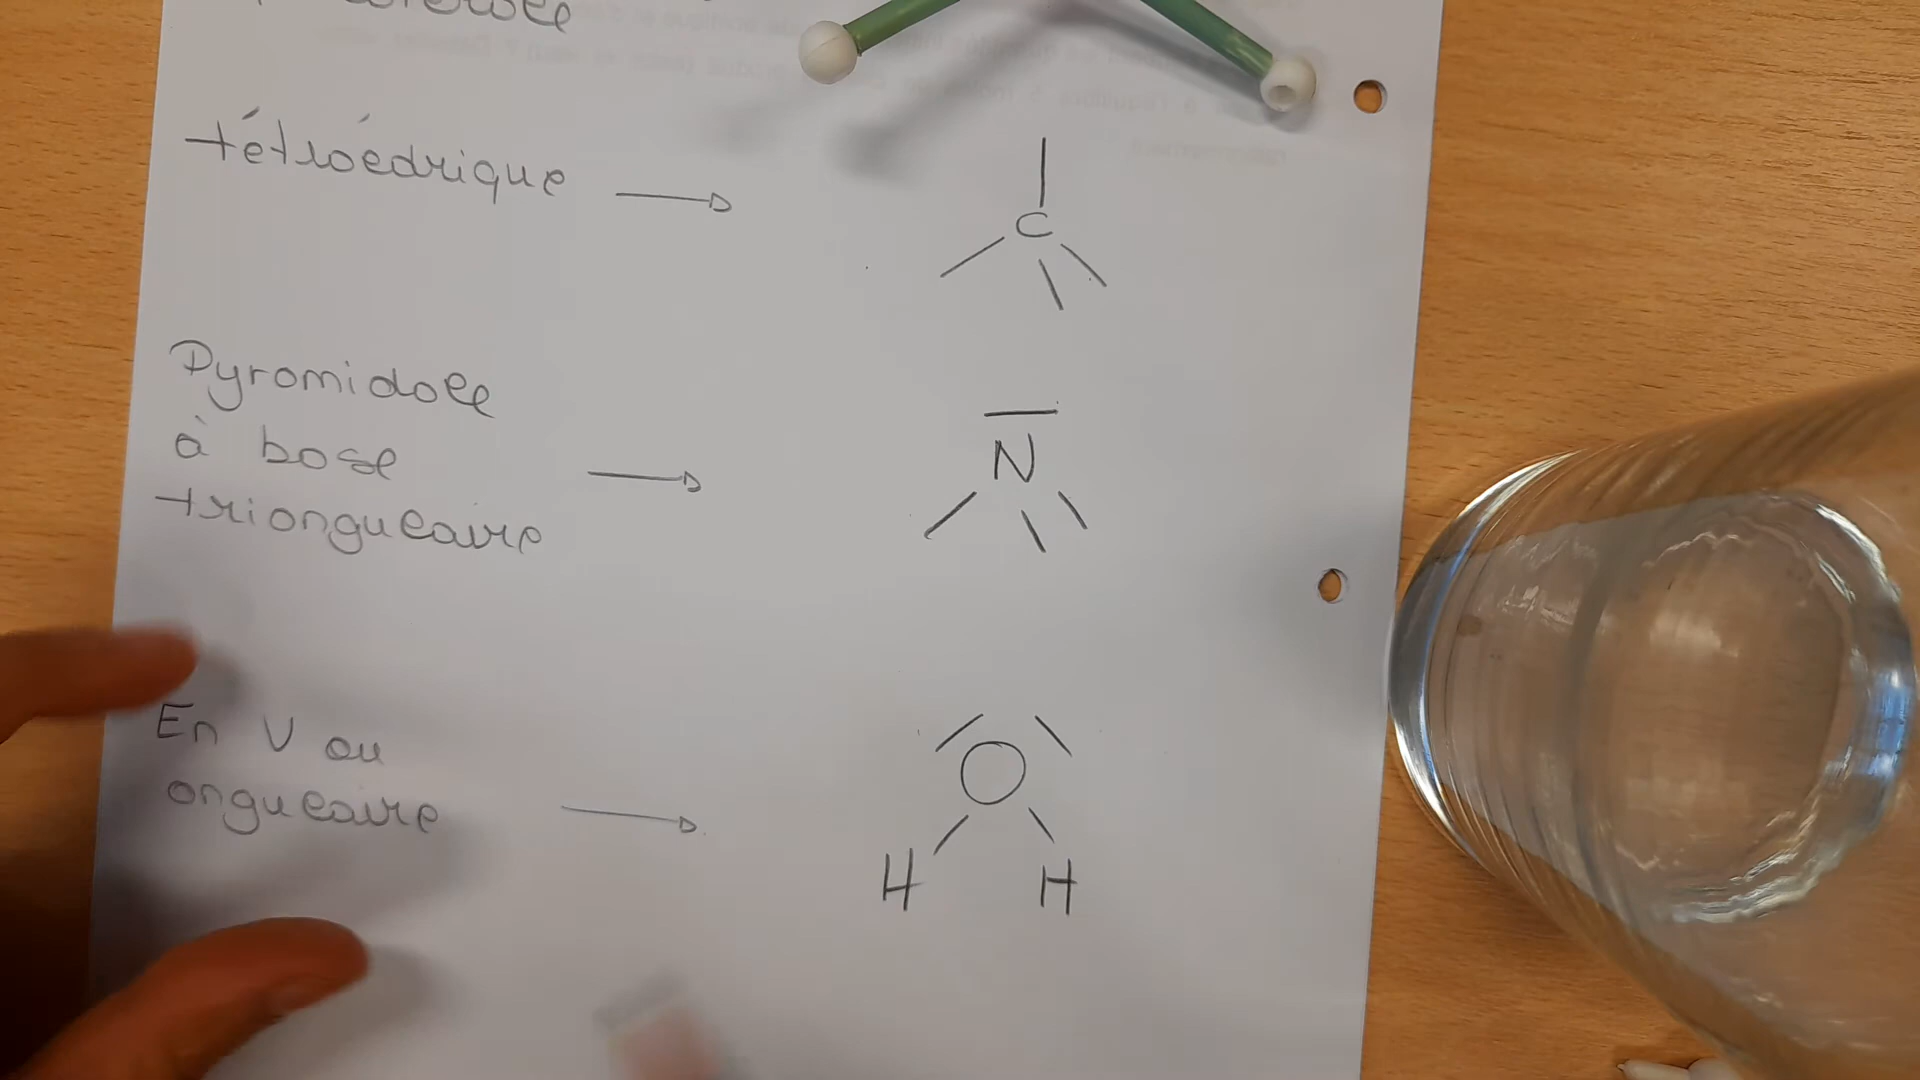 tétraédrique
C
Pyramidale
à base
triangulaire
N
En V ou
angulaire
O
H H